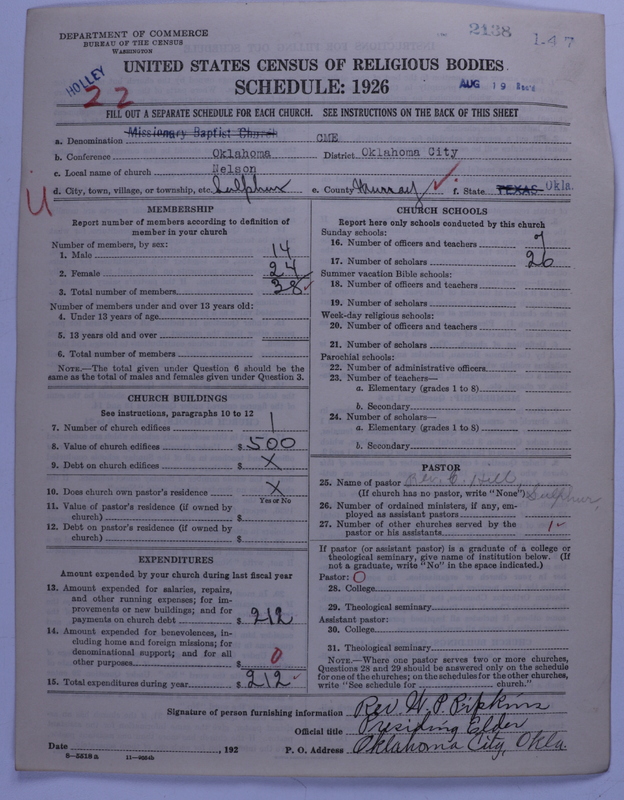 DEPARTMENT OF COMMERCE
BUREAU OF THE CENSUS
WASHINGTON
2138
1-47
UNITED STATES CENSUS OF RELIGIOUS BODIES
HOLLEY
22
SCHEDULE: 1926
AUG 19 Rec'd
FILL OUT A SEPARATE SCHEDULE FOR EACH CHURCH. SEE INSTRUCTIONS ON THE BACK OF THIS SHEET
a. Denomination Missionary Baptist Church CME
b. Conference Oklahoma District Oklahoma City
c. Local name of church Nelson
d. City, town, village, or township, etc. Sulphur e. County Murray f. State TEXAS Okla.
U
MEMBERSHIP
Report number of members according to definition of
member in your church
Number of members, by sex:
1. Male 14
2. Female 24
3. Total number of members 38
Number of members under and over 13 years old:
4. Under 13 years of age
5. 13 years old and over
6. Total number of members
NOTE.—The total given under Question 6 should be the
same as the total of males and females given under Question 3.
CHURCH BUILDINGS
See instructions, paragraphs 10 to 12
7. Number of church edifices 1
8. Value of church edifices $ 500
9. Debt on church edifices $ X
10. Does church own pastor's residence X
Yes or No
11. Value of pastor's residence (if owned by
church) $
12. Debt on pastor's residence (if owned by
church) $
EXPENDITURES
Amount expended by your church during last fiscal year
13. Amount expended for salaries, repairs,
and other running expenses; for im-
provements or new buildings; and for
payments on church debt $ 212
14. Amount expended for benevolences, in-
cluding home and foreign missions; for
denominational support; and for all
other purposes $ 0
15. Total expenditures during year $ 212
CHURCH SCHOOLS
Report here only schools conducted by this church
Sunday schools:
16. Number of officers and teachers 7
17. Number of scholars 26
Summer vacation Bible schools:
18. Number of officers and teachers
19. Number of scholars
Week-day religious schools:
20. Number of officers and teachers
21. Number of scholars
Parochial schools:
22. Number of administrative officers
23. Number of teachers—
a. Elementary (grades 1 to 8)
b. Secondary
24. Number of scholars—
a. Elementary (grades 1 to 8)
b. Secondary
PASTOR
25. Name of pastor Rev. C. Hill,
(If church has no pastor, write "None") Sulphur,
26. Number of ordained ministers, if any, em-
ployed as assistant pastors
27. Number of other churches served by the
pastor or his assistants 1
If pastor (or assistant pastor) is a graduate of a college or
theological seminary, give name of institution below. (If
not a graduate, write "No" in the space indicated.)
Pastor: 0
28. College
29. Theological seminary
Assistant pastor:
30. College
31. Theological seminary
NOTE.—Where one pastor serves two or more churches,
Questions 28 and 29 should be answered only on the schedule
for one of the churches; on the schedules for the other churches,
write "See schedule for church."
Signature of person furnishing information Rev. H. P. Pipkins
Official title Presiding Elder
Date , 192 P. O. Address Oklahoma City, Okla.